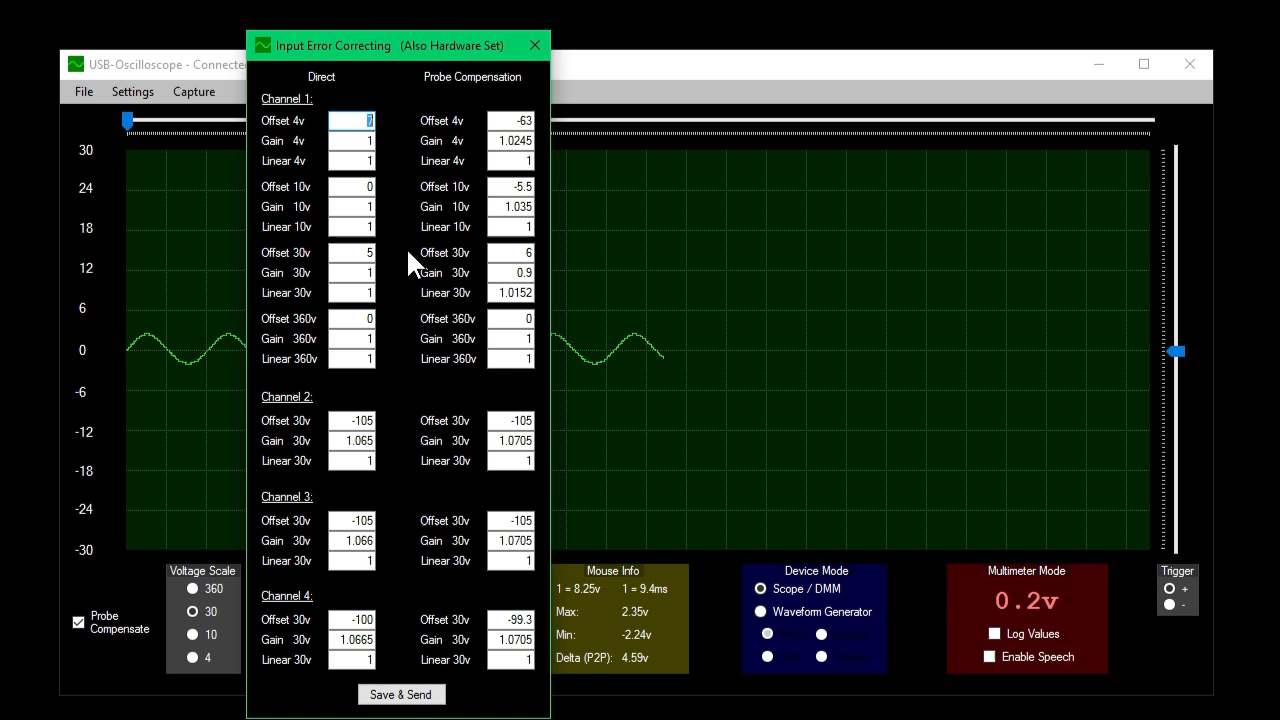 Input Error Correcting (Also Hardware Set)
USB-Oscilloscope - Connecte
File Settings Capture
Direct Probe Compensation
Channel 1:
Offset 4v 7 Offset 4v -63
Gain 4v 1 Gain 4v 1.0245
Linear 4v 1 Linear 4v 1
Offset 10v 0 Offset 10v -5.5
Gain 10v 1 Gain 10v 1.035
Linear 10v 1 Linear 10v 1
Offset 30v 5 Offset 30v 6
Gain 30v 1 Gain 30v 0.9
Linear 30v 1 Linear 30v 1.0152
Offset 360v 0 Offset 360v 0
Gain 360v 1 Gain 360v 1
Linear 360v 1 Linear 360v 1
Channel 2:
Offset 30v -105 Offset 30v -105
Gain 30v 1.065 Gain 30v 1.0705
Linear 30v 1 Linear 30v 1
Channel 3:
Offset 30v -105 Offset 30v -105
Gain 30v 1.066 Gain 30v 1.0705
Linear 30v 1 Linear 30v 1
Channel 4:
Offset 30v -100 Offset 30v -99.3
Gain 30v 1.0665 Gain 30v 1.0705
Linear 30v 1 Linear 30v 1
Save & Send
30
24
18
12
6
0
-6
-12
-18
-24
-30
Probe
Compensate
Voltage Scale
360
30
10
4
Mouse Info
1 = 8.25v 1 = 9.4ms
Max: 2.35v
Min: -2.24v
Delta (P2P): 4.59v
Device Mode
Scope / DMM
Waveform Generator
Multimeter Mode
0.2v
Log Values
Enable Speech
Trigger
+
-